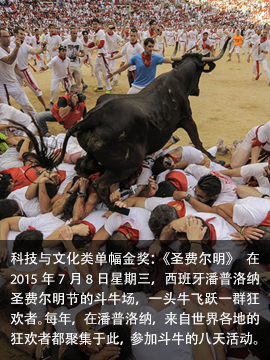 科技与文化类单幅金奖：《圣费尔明》 在
2015 年 7 月 8 日星期三，西班牙潘普洛纳
圣费尔明节的斗牛场，一头牛飞跃一群狂
欢者。每年，在潘普洛纳，来自世界各地的
狂欢者都聚集于此，参加斗牛的八天活动。